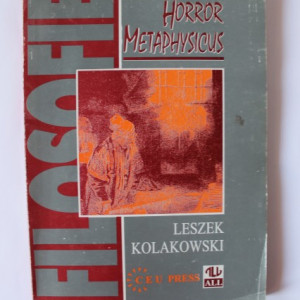 FILOSOFIE
HORROR
METAPHYSICUS
LESZEK
KOLAKOWSKI
CEU PRESS
ALL